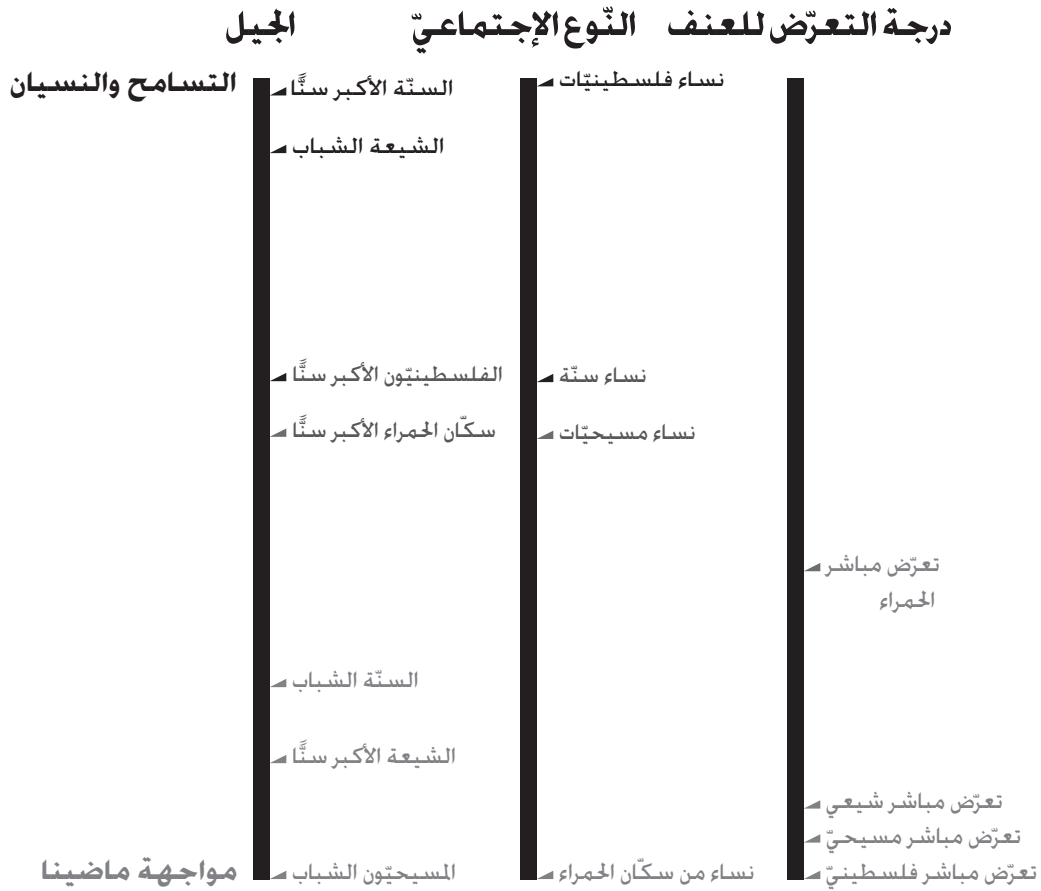 درجة التعرّض للعنف
النّوع الإجتماعيّ
الجيل
نساء فلسطينيّات
السنّة الأكبر سنًّا
التسامح والنسيان
الشيعة الشباب
نساء سنّة
الفلسطينيّون الأكبر سنًّا
نساء مسيحيّات
سكّان الحمراء الأكبر سنًّا
تعرّض مباشر
الحمراء
السنّة الشباب
الشيعة الأكبر سنًّا
تعرّض مباشر شيعي
تعرّض مباشر مسيحيّ
تعرّض مباشر فلسطينيّ
نساء من سكّان الحمراء
المسيحيّون الشباب
مواجهة ماضينا